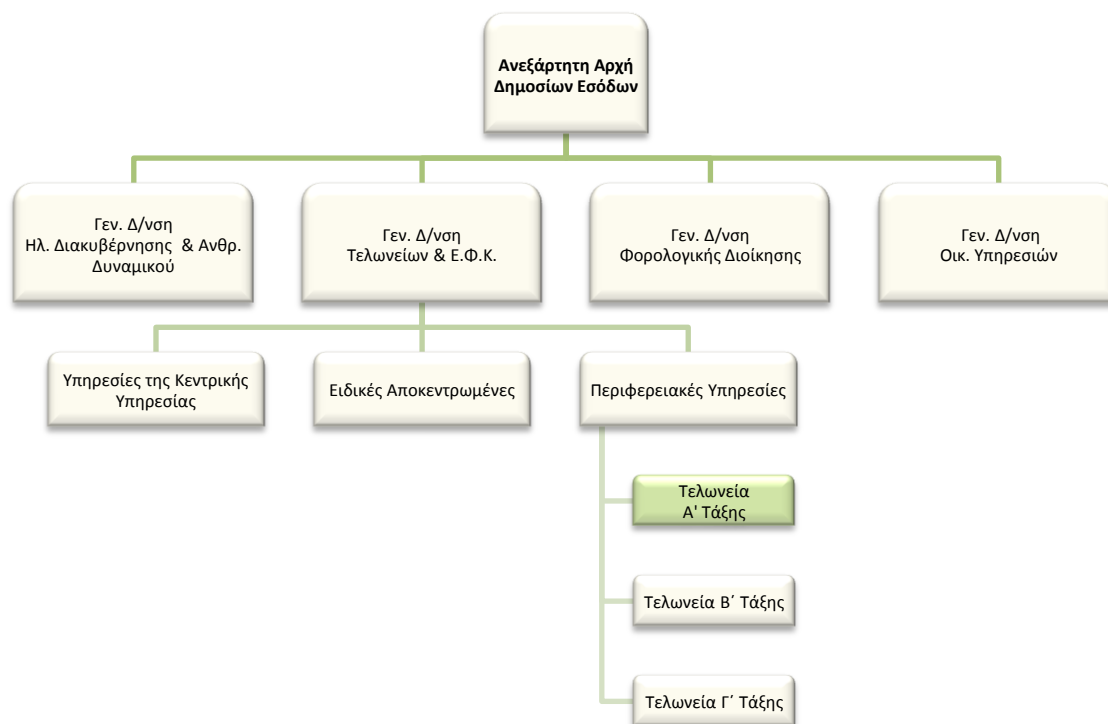 Ανεξάρτητη Αρχή
Δημοσίων Εσόδων
Γεν. Δ/νση
Ηλ. Διακυβέρνησης & Ανθρ.
Δυναμικού
Γεν. Δ/νση
Τελωνείων & Ε.Φ.Κ.
Γεν. Δ/νση
Φορολογικής Διοίκησης
Γεν. Δ/νση
Οικ. Υπηρεσιών
Υπηρεσίες της Κεντρικής
Υπηρεσίας
Ειδικές Αποκεντρωμένες
Περιφερειακές Υπηρεσίες
Τελωνεία
Α' Τάξης
Τελωνεία Β΄ Τάξης
Τελωνεία Γ΄ Τάξης